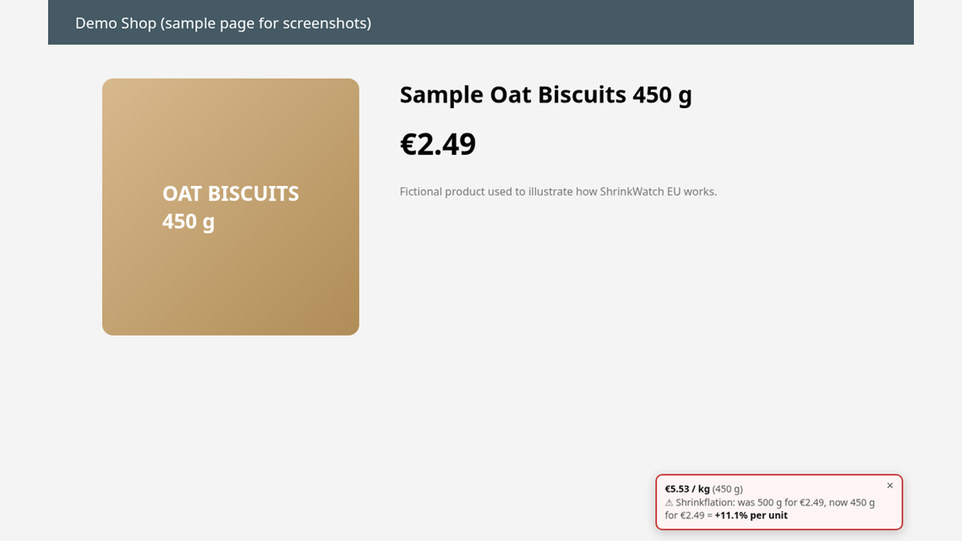 Demo Shop (sample page for screenshots)
OAT BISCUITS
450 g
Sample Oat Biscuits 450 g
€2.49
Fictional product used to illustrate how ShrinkWatch EU works.
€5.53 / kg (450 g) ×
⚠ Shrinkflation: was 500 g for €2.49, now 450 g
for €2.49 = +11.1% per unit